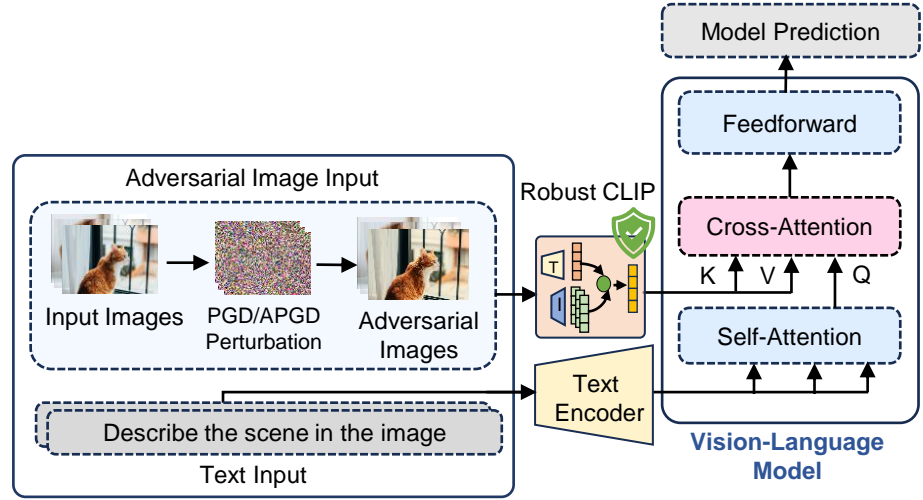 Model Prediction
Feedforward
Adversarial Image Input
Robust CLIP
Cross-Attention
T
I
K
V
Q
Input Images
PGD/APGD
Perturbation
Adversarial
Images
Self-Attention
Text
Encoder
Describe the scene in the image
Text Input
Vision-Language
Model